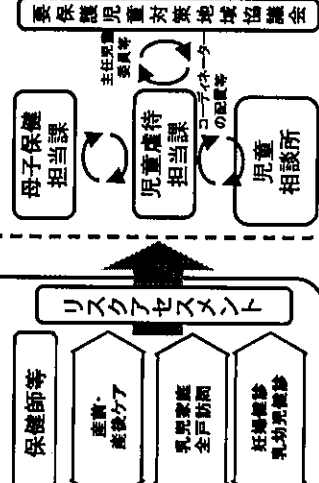 要保護児童対策地域協議会
主任児童
委員等
コーディネーター
の配置等
母子保健
担当課
児童虐待
担当課
児童
相談所
リスクアセスメント
保健師等
産前・
産後ケア
乳児家庭
全戸訪問
妊婦健診
乳幼児健診